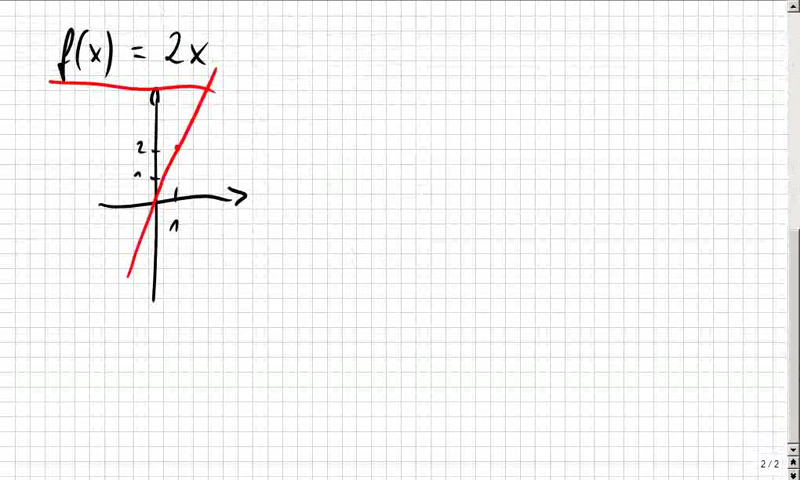 f(x) = 2x
2
1
1
2 / 2